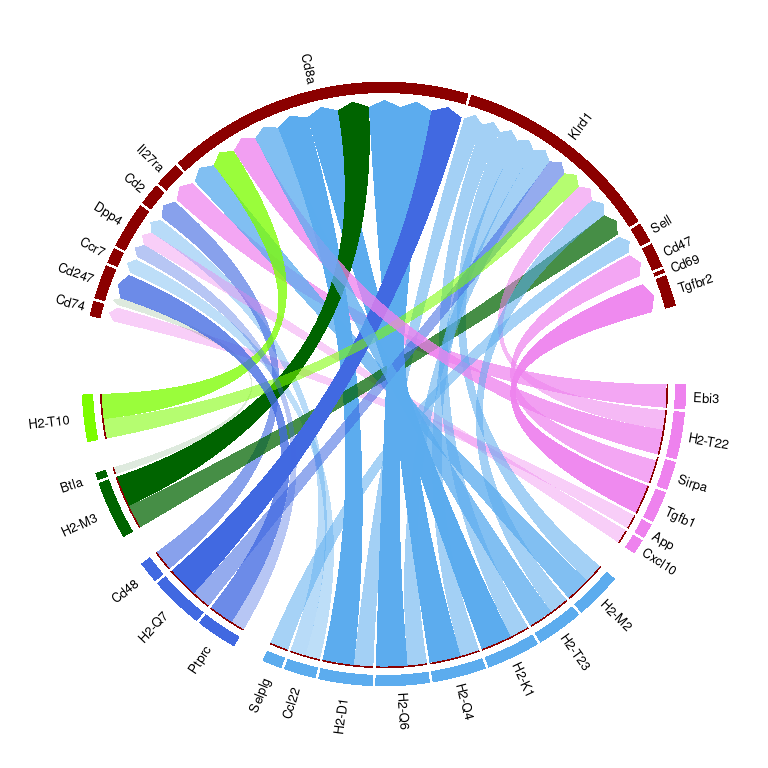 Cd8a
Klrd1
Sell
Cd47
Cd69
Tgfbr2
Ebi3
H2-T22
Sirpa
Tgfb1
App
Cxcl10
H2-M2
H2-T23
H2-K1
H2-Q4
H2-Q6
H2-D1
Ccl22
Selplg
Ptprc
H2-Q7
Cd48
H2-M3
Btla
H2-T10
Cd74
Cd247
Ccr7
Dpp4
Cd2
Il27ra